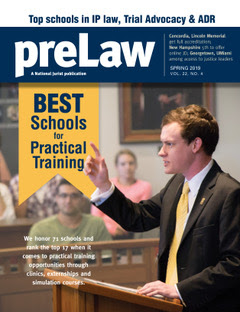 Top schools in IP law, Trial Advocacy & ADR
preLaw
A National Jurist publication
Concordia, Lincoln Memorial
get full accreditation
New Hampshire 5th to offer
online JD; Georgetown, UMiami
among access to justice leaders
SPRING 2019
VOL. 22, NO. 4
BEST
Schools
for
Practical
Training
We honor 71 schools and
rank the top 17 when it
comes to practical training
opportunities through
clinics, externships and
simulation courses.